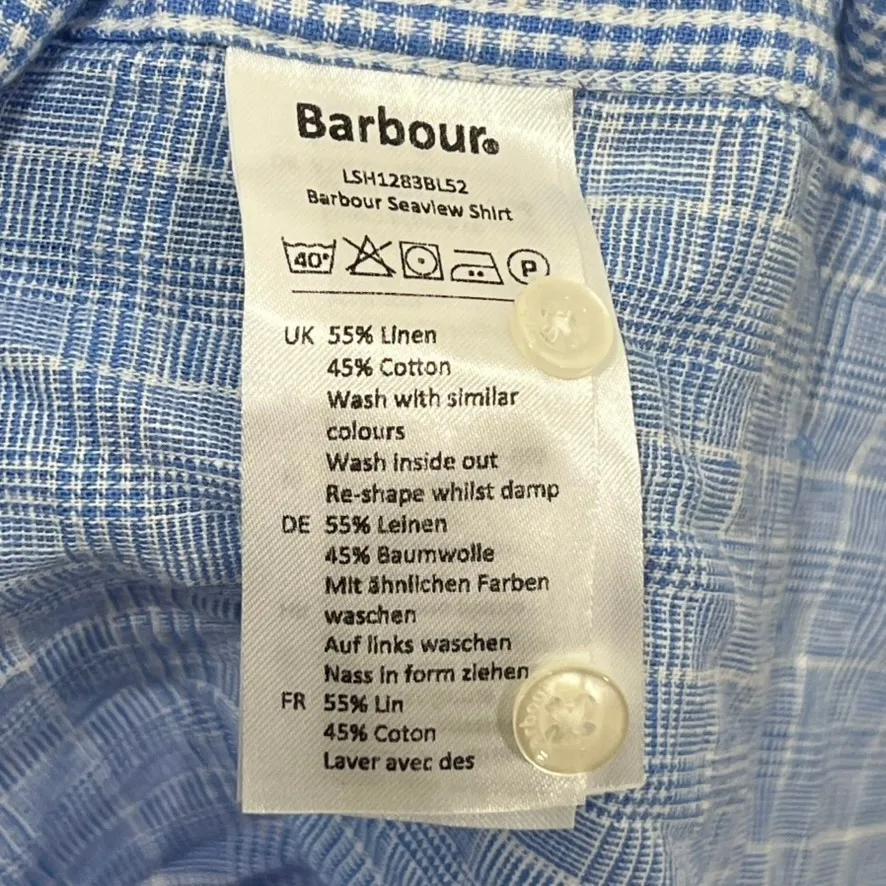 Barbour®
LSH1283BL52
Barbour Seaview Shirt
40° P
UK 55% Linen
45% Cotton
Wash with similar
colours
Wash inside out
Re-shape whilst damp
DE 55% Leinen
45% Baumwolle
Mit ähnlichen Farben
waschen
Auf links waschen
Nass in form ziehen
FR 55% Lin
45% Coton
Laver avec des